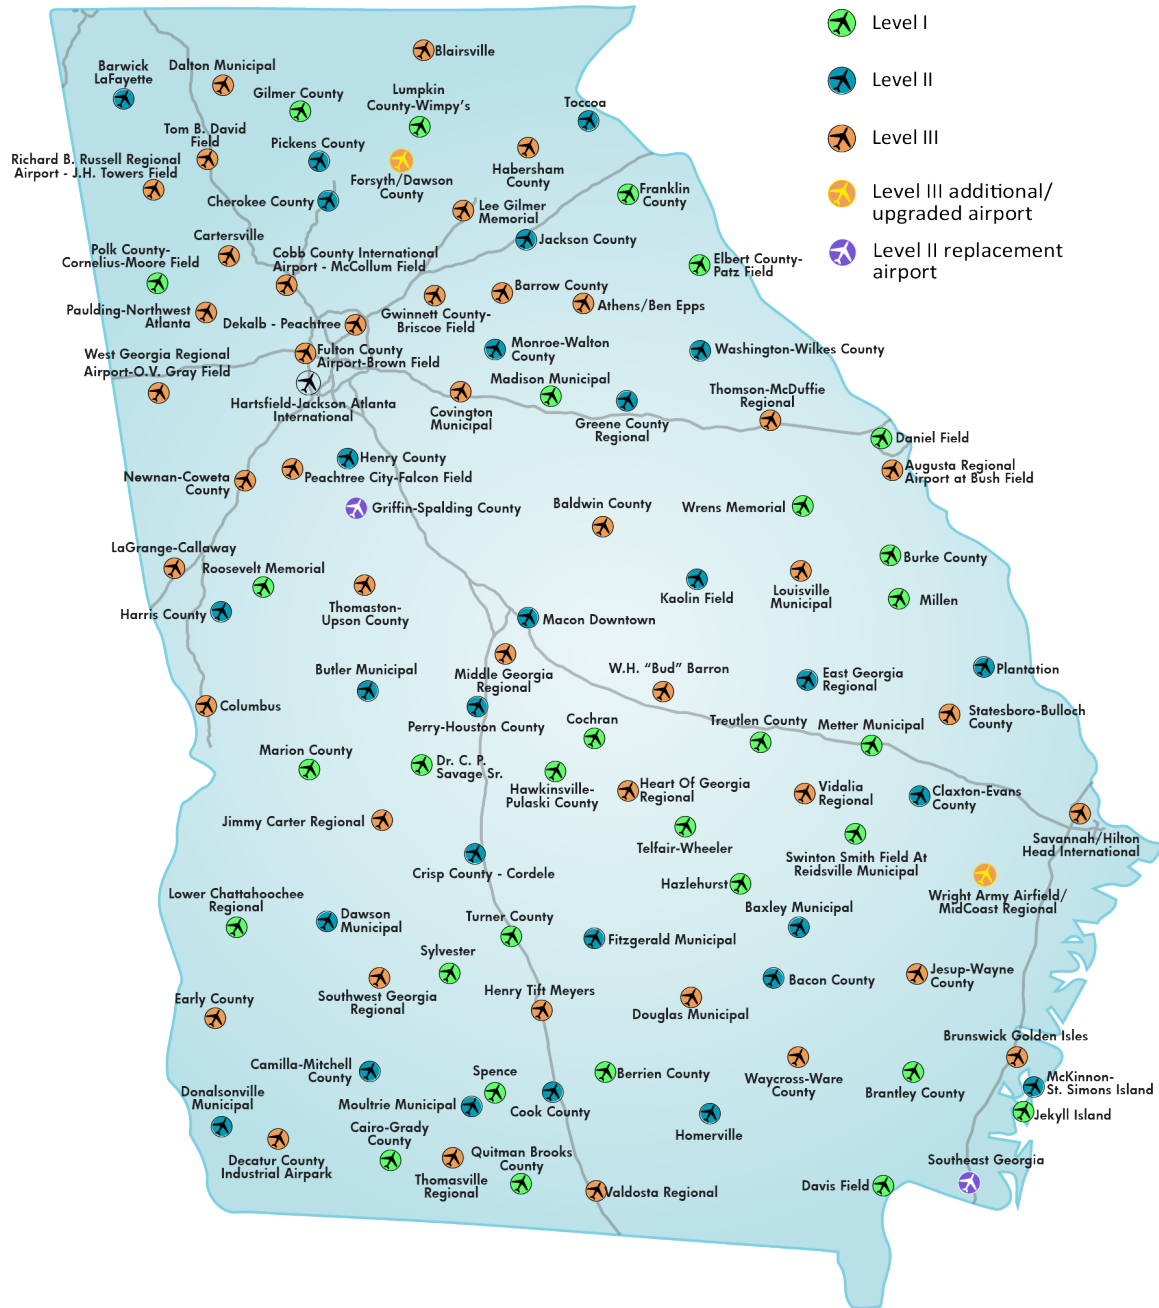 Level I
Level II
Level III
Level III additional/
upgraded airport
Level II replacement
airport
Blairsville
Barwick
LaFayette
Dalton Municipal
Gilmer County
Lumpkin
County-Wimpy's
Toccoa
Tom B. David
Field
Pickens County
Richard B. Russell Regional
Airport - J.H. Towers Field
Forsyth/Dawson
County
Habersham
County
Franklin
County
Cherokee County
Lee Gilmer
Memorial
Jackson County
Cartersville
Polk County-
Cornelius-Moore Field
Cobb County International
Airport - McCollum Field
Elbert County-
Patz Field
Barrow County
Athens/Ben Epps
Gwinnett County-
Briscoe Field
Paulding-Northwest
Atlanta
Dekalb - Peachtree
Fulton County
Airport-Brown Field
Monroe-Walton
County
Washington-Wilkes County
West Georgia Regional
Airport-O.V. Gray Field
Madison Municipal
Hartsfield-Jackson Atlanta
International
Covington
Municipal
Greene County
Regional
Thomson-McDuffie
Regional
Daniel Field
Henry County
Augusta Regional
Airport at Bush Field
Newnan-Coweta
County
Peachtree City-Falcon Field
Griffin-Spalding County
Baldwin County
Wrens Memorial
LaGrange-Callaway
Roosevelt Memorial
Burke County
Thomaston-
Upson County
Kaolin Field
Louisville
Municipal
Millen
Harris County
Macon Downtown
Middle Georgia
Regional
W.H. “Bud” Barron
Butler Municipal
East Georgia
Regional
Plantation
Columbus
Perry-Houston County
Cochran
Treutlen County
Metter Municipal
Statesboro-Bulloch
County
Marion County
Dr. C. P.
Savage Sr.
Hawkinsville-
Pulaski County
Heart Of Georgia
Regional
Vidalia
Regional
Claxton-Evans
County
Jimmy Carter Regional
Telfair-Wheeler
Swinton Smith Field At
Reidsville Municipal
Savannah/Hilton
Head International
Crisp County - Cordele
Hazlehurst
Wright Army Airfield/
MidCoast Regional
Lower Chattahoochee
Regional
Dawson
Municipal
Turner County
Fitzgerald Municipal
Baxley Municipal
Sylvester
Southwest Georgia
Regional
Henry Tift Meyers
Douglas Municipal
Bacon County
Jesup-Wayne
County
Early County
Brunswick Golden Isles
Camilla-Mitchell
County
Spence
Berrien County
Waycross-Ware
County
Brantley County
McKinnon-
St. Simons Island
Donalsonville
Municipal
Moultrie Municipal
Cook County
Homerville
Jekyll Island
Cairo-Grady
County
Decatur County
Industrial Airpark
Thomasville
Regional
Quitman Brooks
County
Valdosta Regional
Davis Field
Southeast Georgia